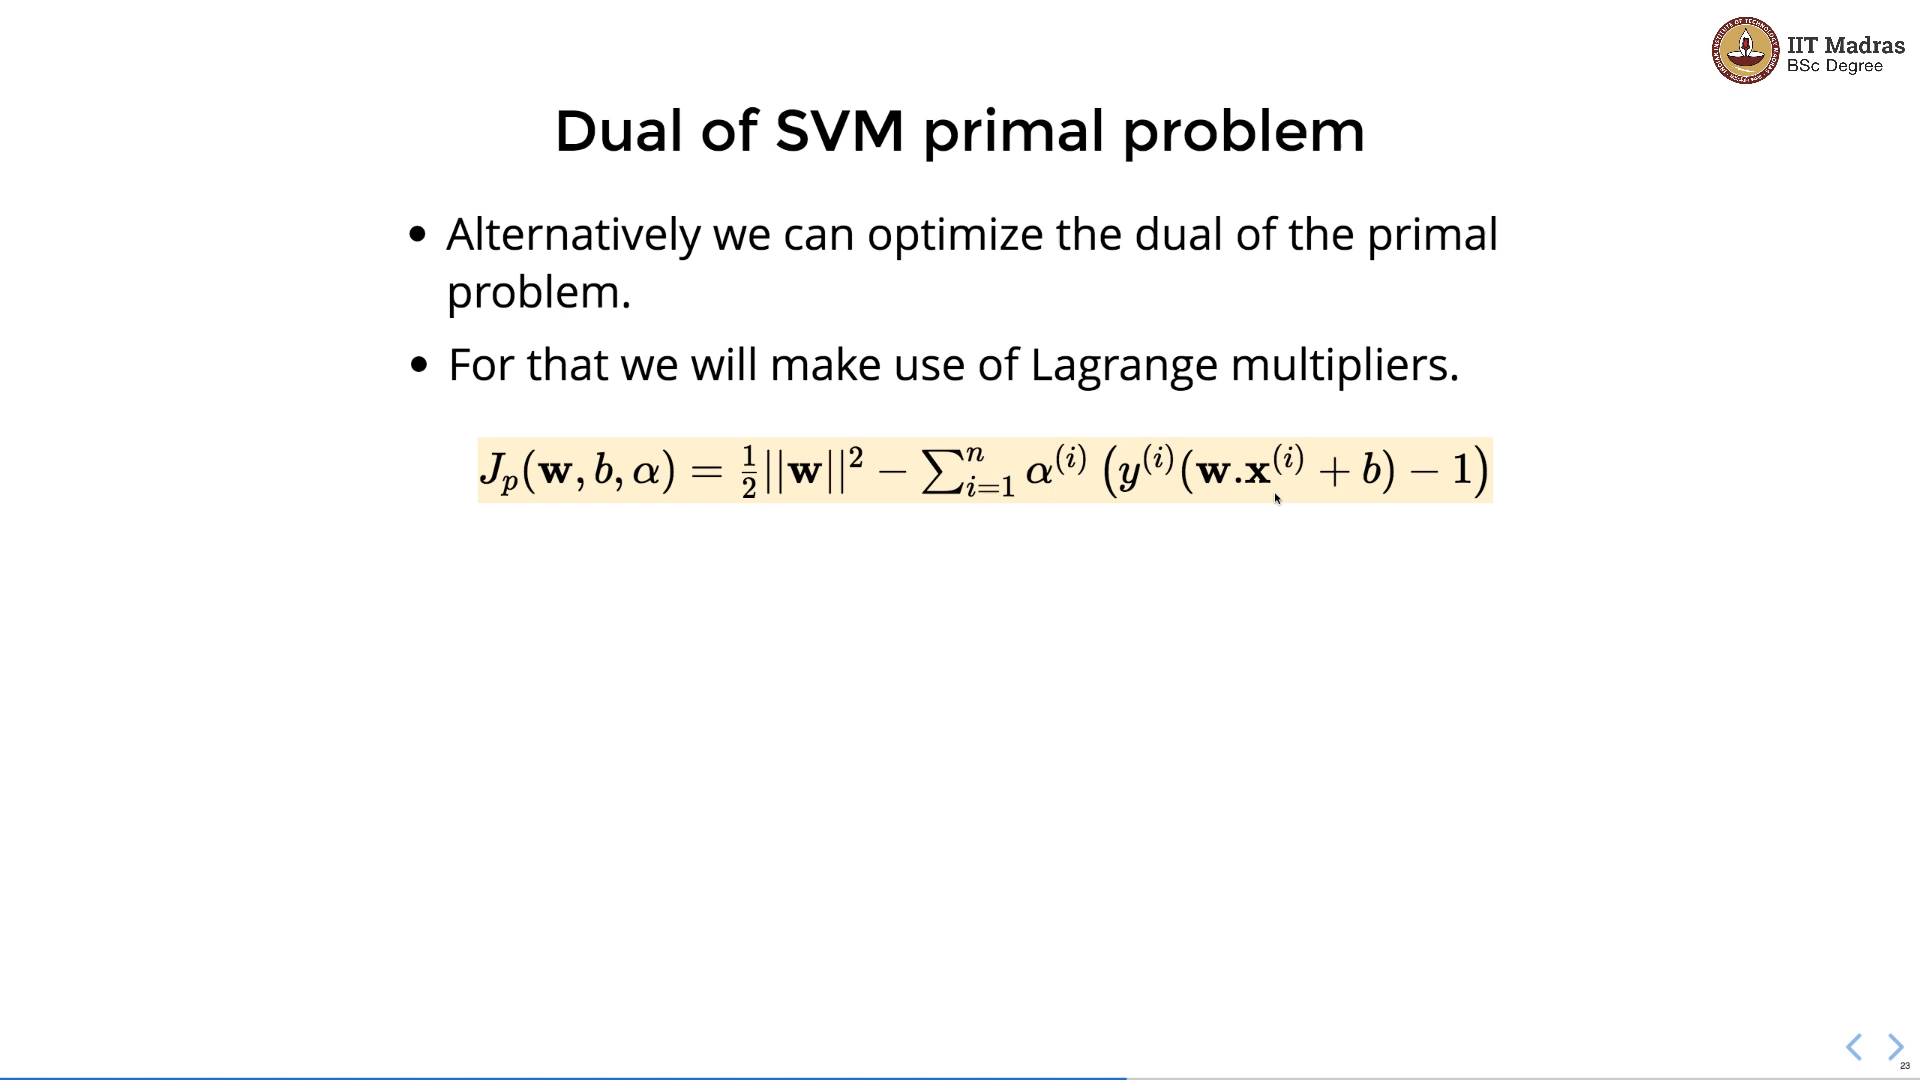 IIT Madras
BSc Degree
Dual of SVM primal problem
• Alternatively we can optimize the dual of the primal
problem.
• For that we will make use of Lagrange multipliers.
J_p(w, b, α) = ½||w||² − ∑_{i=1}^{n} α^{(i)} (y^{(i)}(w.x^{(i)} + b) − 1)
23